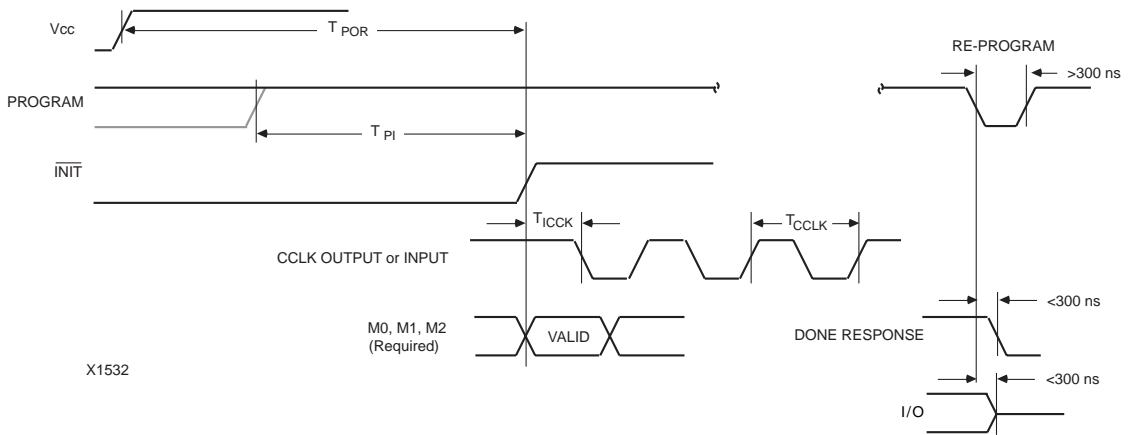 Vcc
T POR
RE-PROGRAM
>300 ns
PROGRAM
T PI
INIT
T ICCK
T CCLK
CCLK OUTPUT or INPUT
<300 ns
M0, M1, M2
(Required)
VALID
DONE RESPONSE
X1532
<300 ns
I/O